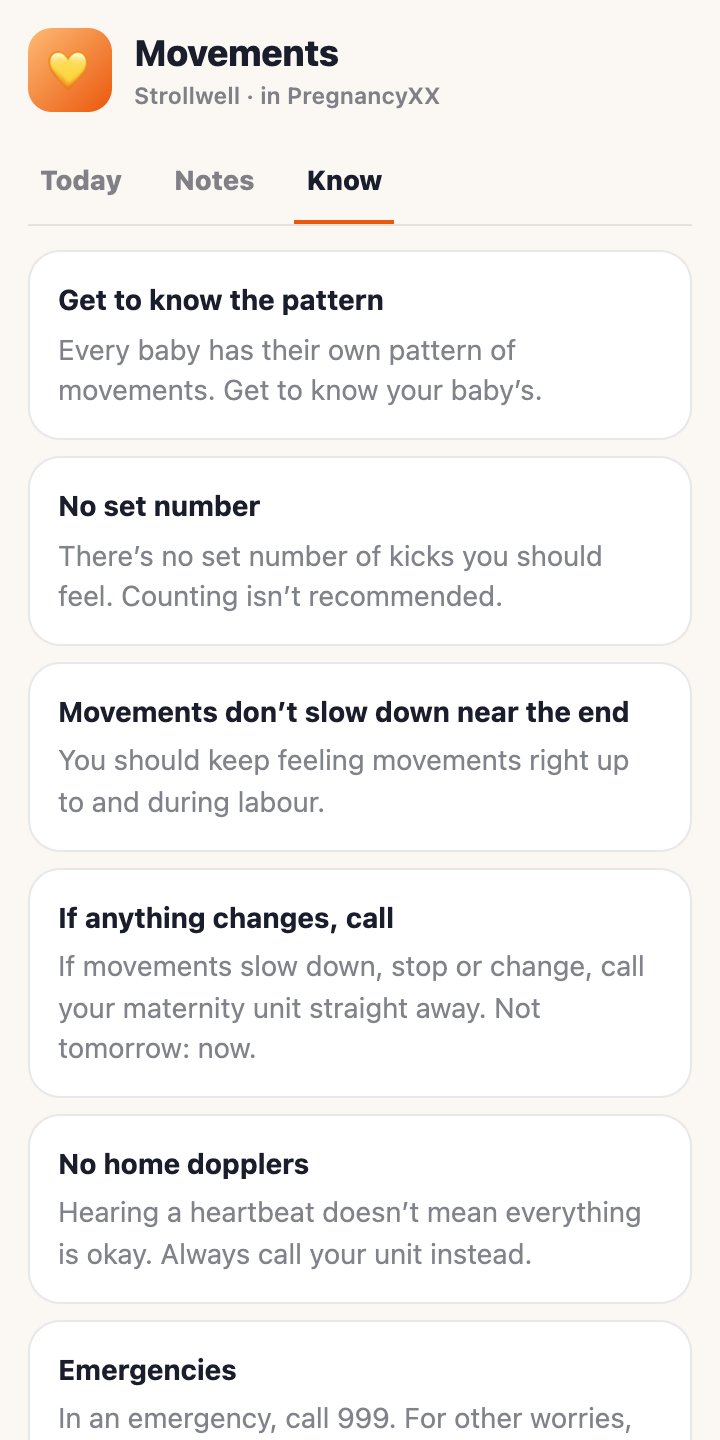 Movements
Strollwell · in PregnancyXX
Today Notes Know
Get to know the pattern
Every baby has their own pattern of
movements. Get to know your baby’s.
No set number
There’s no set number of kicks you should
feel. Counting isn’t recommended.
Movements don’t slow down near the end
You should keep feeling movements right up
to and during labour.
If anything changes, call
If movements slow down, stop or change, call
your maternity unit straight away. Not
tomorrow: now.
No home dopplers
Hearing a heartbeat doesn’t mean everything
is okay. Always call your unit instead.
Emergencies
In an emergency, call 999. For other worries,